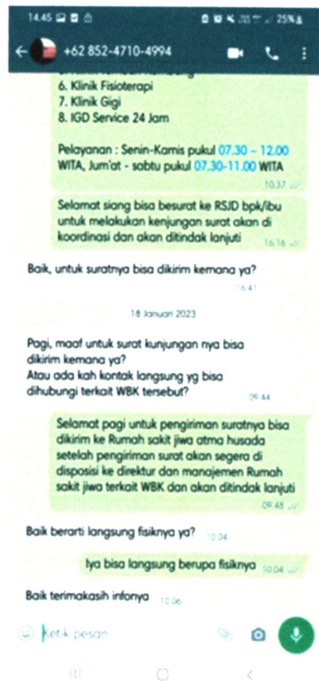 14.45
25%
+62 852-4710-4994
6. Klinik Fisioterapi
7. Klinik Gigi
8. IGD Service 24 Jam
Pelayanan : Senin-Kamis pukul 07.30 - 12.00
WITA, Jum'at - sabtu pukul 07.30-11.00 WITA
10.37
Selamat siang bisa besurat ke RSJD bpk/ibu
untuk melakukan kenjungan surat akan di
koordinasi dan akan ditindak lanjuti
16.16
Baik, untuk suratnya bisa dikirim kemana ya?
16.41
18 Januari 2023
Pagi, maaf untuk surat kunjungan nya bisa
dikirim kemana ya?
Atau ada kah kontak langsung yg bisa
dihubungi terkait WBK tersebut?
09.44
Selamat pagi untuk pengiriman suratnya bisa
dikirim ke Rumah sakit jiwa atma husada
setelah pengiriman surat akan segera di
disposisi ke direktur dan manajemen Rumah
sakit jiwa terkait WBK dan akan ditindak lanjuti
09.48
Baik berarti langsung fisiknya ya?
10.04
Iya bisa langsung berupa fisiknya
10.04
Baik terimakasih infonya
10.06
Ketik pesan